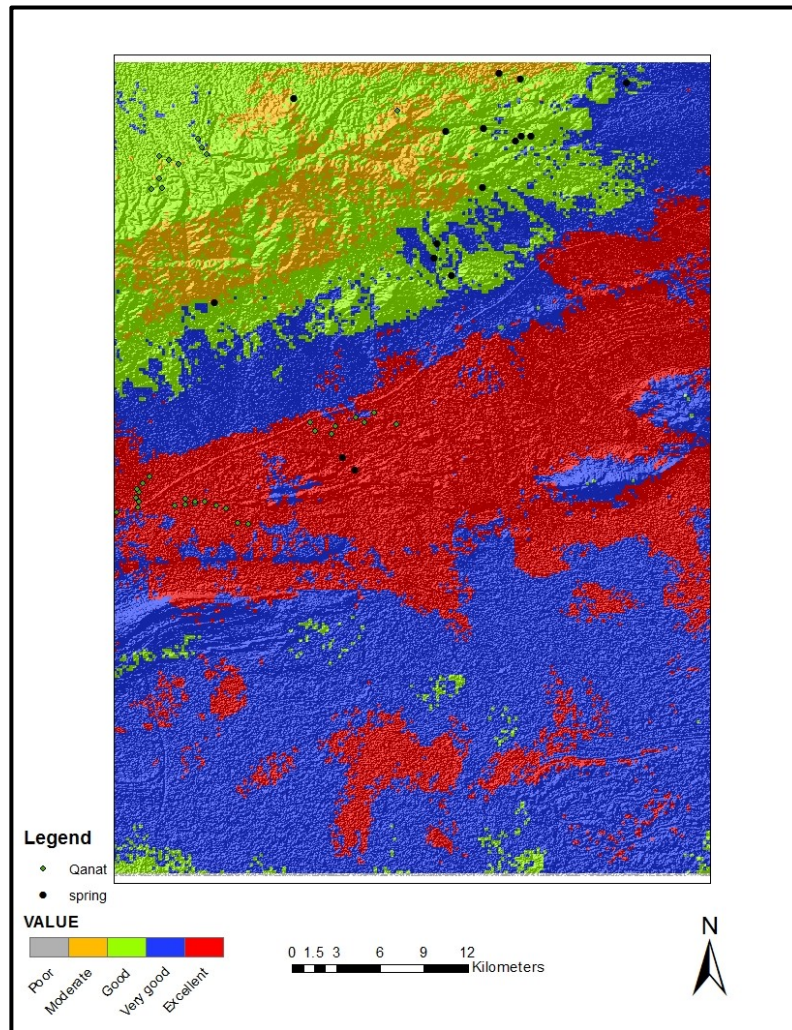 Legend
Qanat
spring
VALUE
Poor
Moderate
Good
Very good
Excellent
0 1.5 3 6 9 12
Kilometers
N